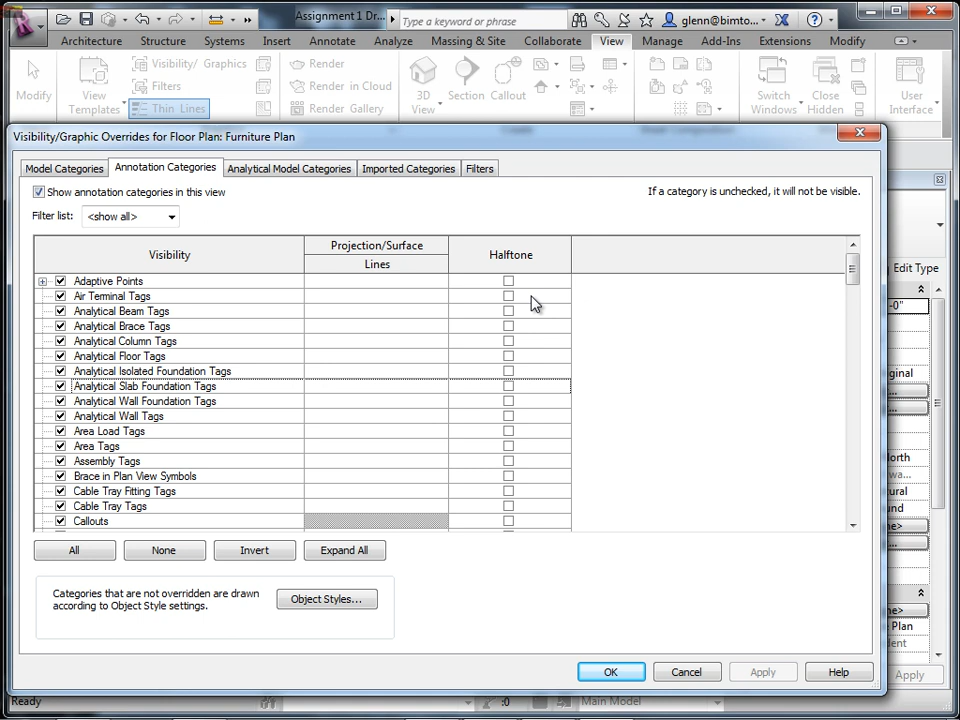 Assignment 1 Dr...
Type a keyword or phrase
glenn@bimto...
Architecture Structure Systems Insert Annotate Analyze Massing & Site Collaborate View Manage Add-Ins Extensions Modify
Modify
View
Templates
Visibility/ Graphics
Filters
Thin Lines
Render
Render in Cloud
Render Gallery
3D
View
Section
Callout
Switch
Windows
Close
Hidden
User
Interface
Visibility/Graphic Overrides for Floor Plan: Furniture Plan
Model Categories Annotation Categories Analytical Model Categories Imported Categories Filters
Show annotation categories in this view
If a category is unchecked, it will not be visible.
Filter list: <show all>
Visibility Projection/Surface Halftone
Lines
Adaptive Points
Air Terminal Tags
Analytical Beam Tags
Analytical Brace Tags
Analytical Column Tags
Analytical Floor Tags
Analytical Isolated Foundation Tags
Analytical Slab Foundation Tags
Analytical Wall Foundation Tags
Analytical Wall Tags
Area Load Tags
Area Tags
Assembly Tags
Brace in Plan View Symbols
Cable Tray Fitting Tags
Cable Tray Tags
Callouts
All None Invert Expand All
Categories that are not overridden are drawn
according to Object Style settings.
Object Styles...
OK Cancel Apply Help
Edit Type
-0"
ginal
...
...
orth
wa...
ural
und
e>
...
e>
Plan
dent
Apply
Ready
:0
Main Model